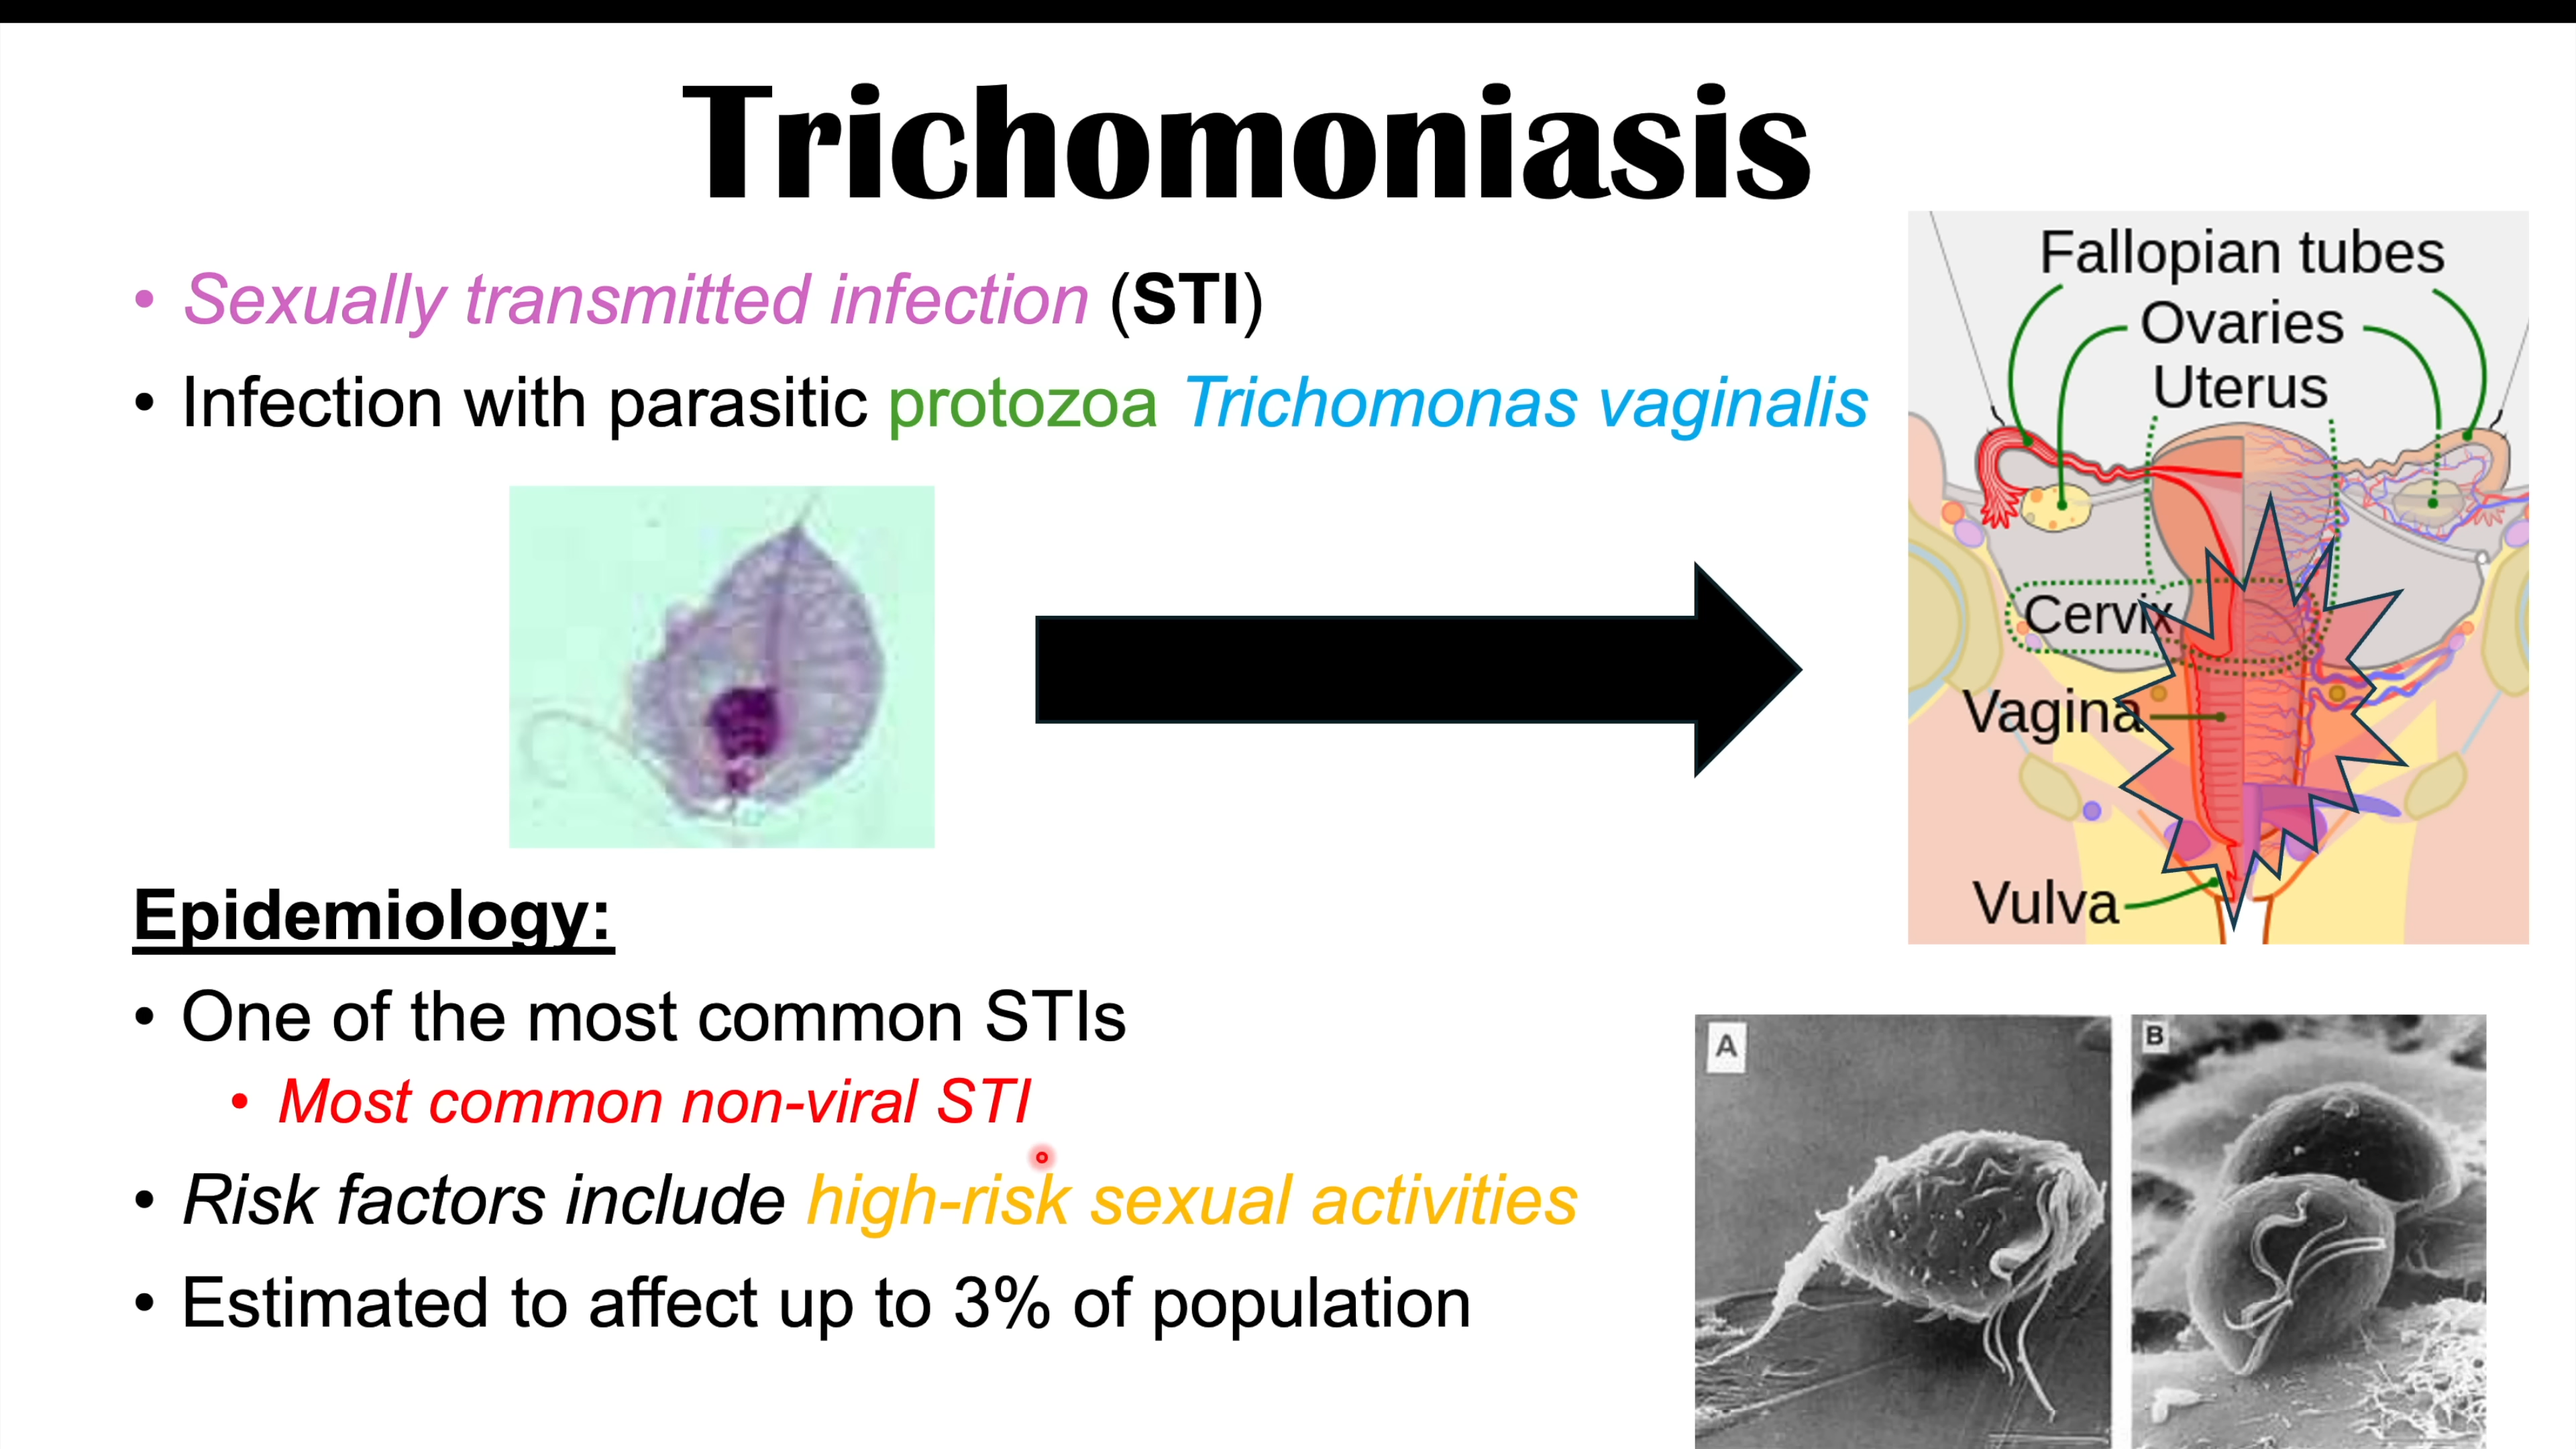 Trichomoniasis
• Sexually transmitted infection (STI)
• Infection with parasitic protozoa Trichomonas vaginalis
Fallopian tubes
Ovaries
Uterus
Cervix
Vagina
Vulva
Epidemiology:
• One of the most common STIs
• Most common non-viral STI
• Risk factors include high-risk sexual activities
• Estimated to affect up to 3% of population
A
B